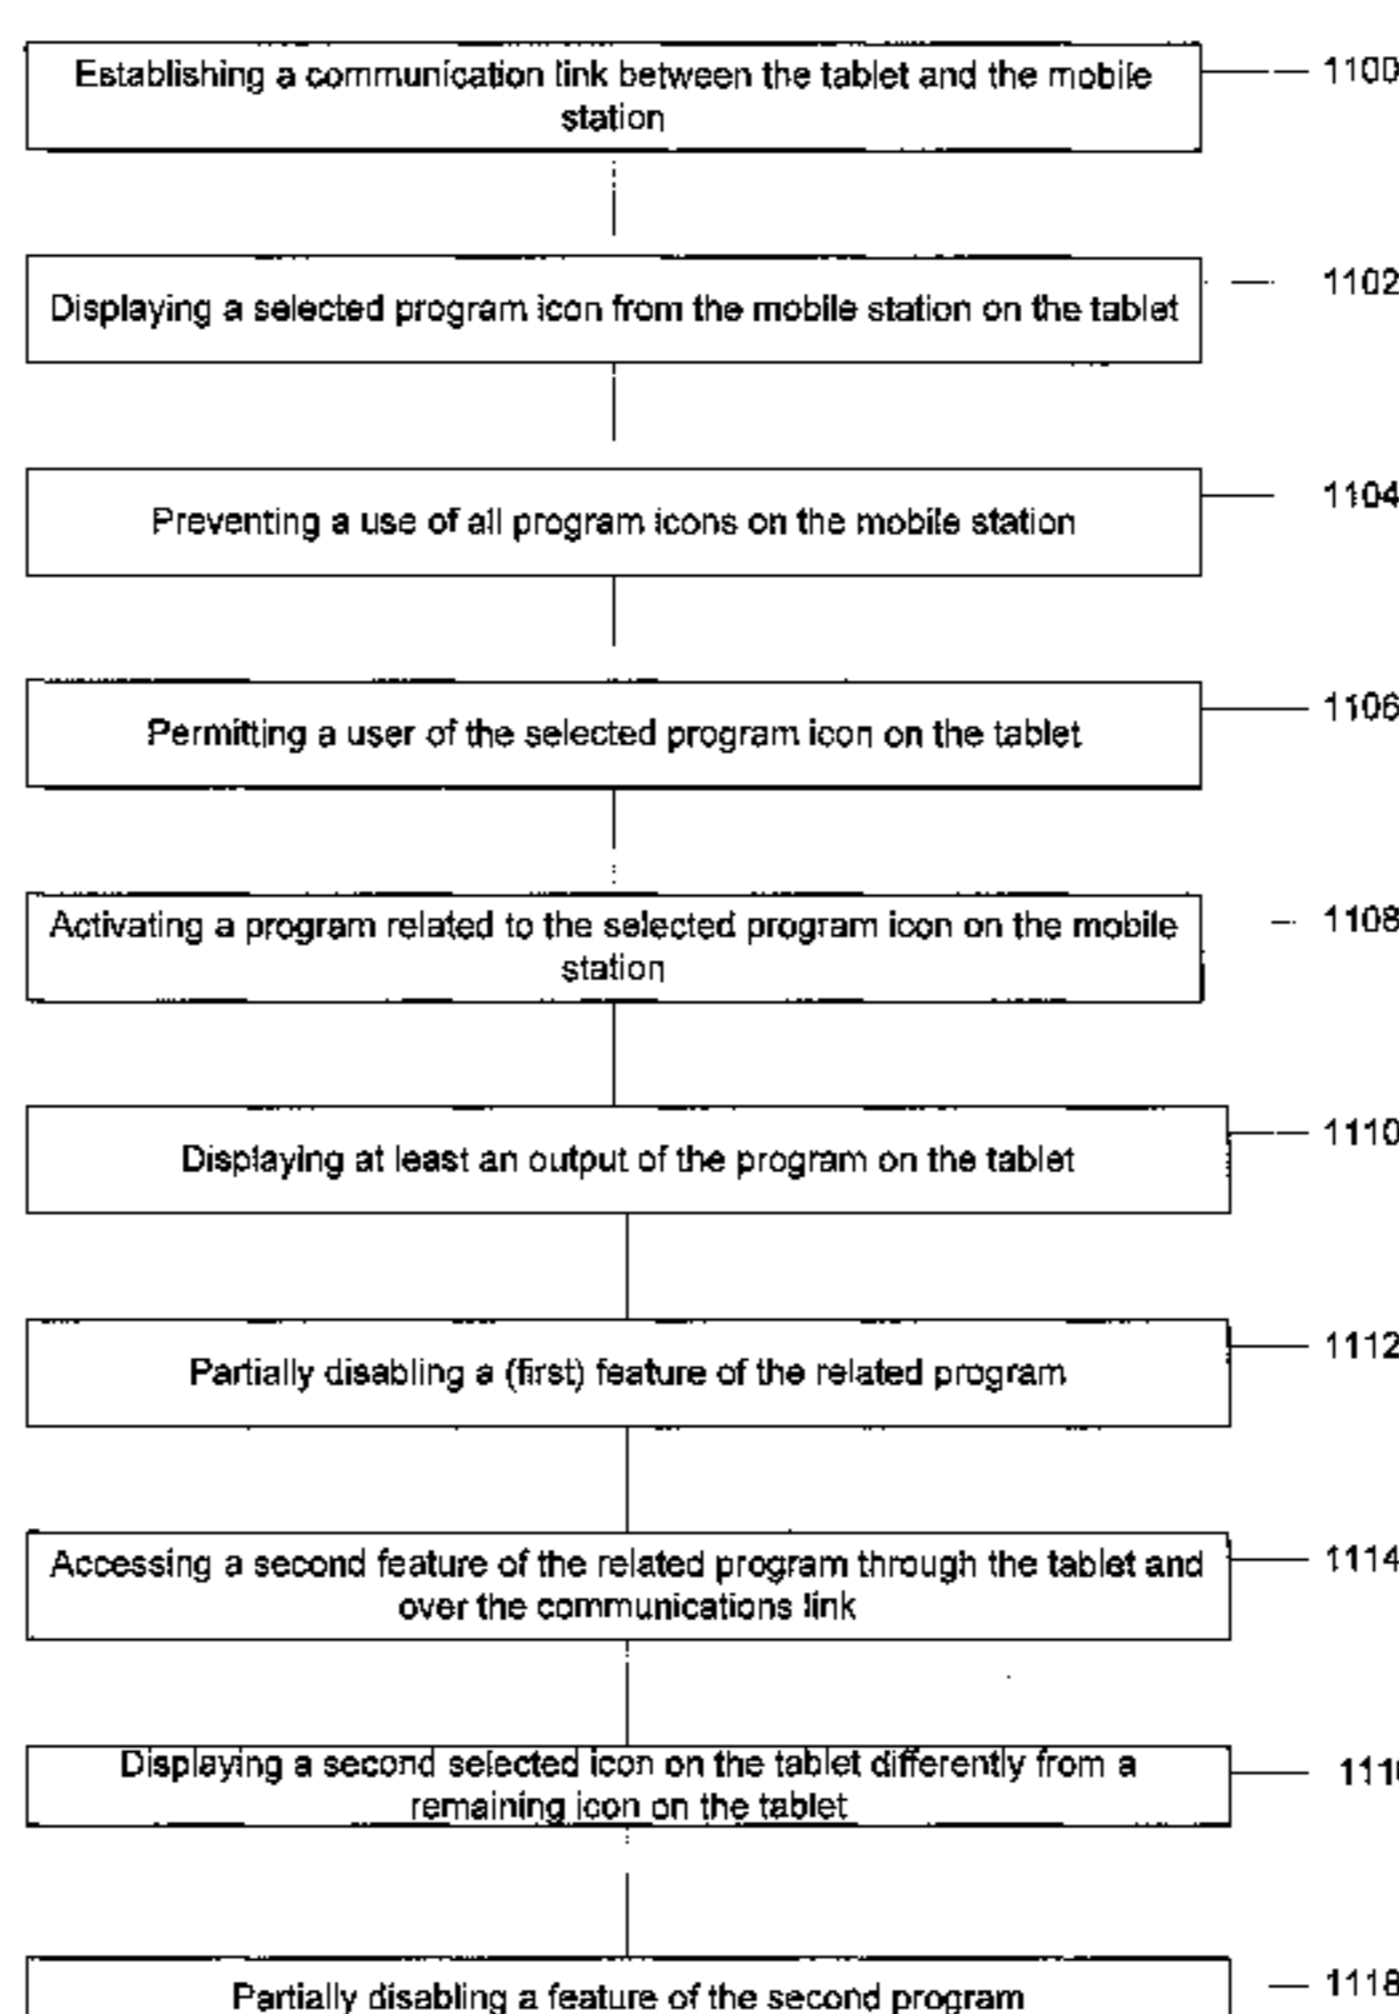 Establishing a communication link between the tablet and the mobile
station
1100
Displaying a selected program icon from the mobile station on the tablet
1102
Preventing a use of all program icons on the mobile station
1104
Permitting a user of the selected program icon on the tablet
1106
Activating a program related to the selected program icon on the mobile
station
1108
Displaying at least an output of the program on the tablet
1110
Partially disabling a (first) feature of the related program
1112
Accessing a second feature of the related program through the tablet and
over the communications link
1114
Displaying a second selected icon on the tablet differently from a
remaining icon on the tablet
Partially disabling a feature of the second program
1118